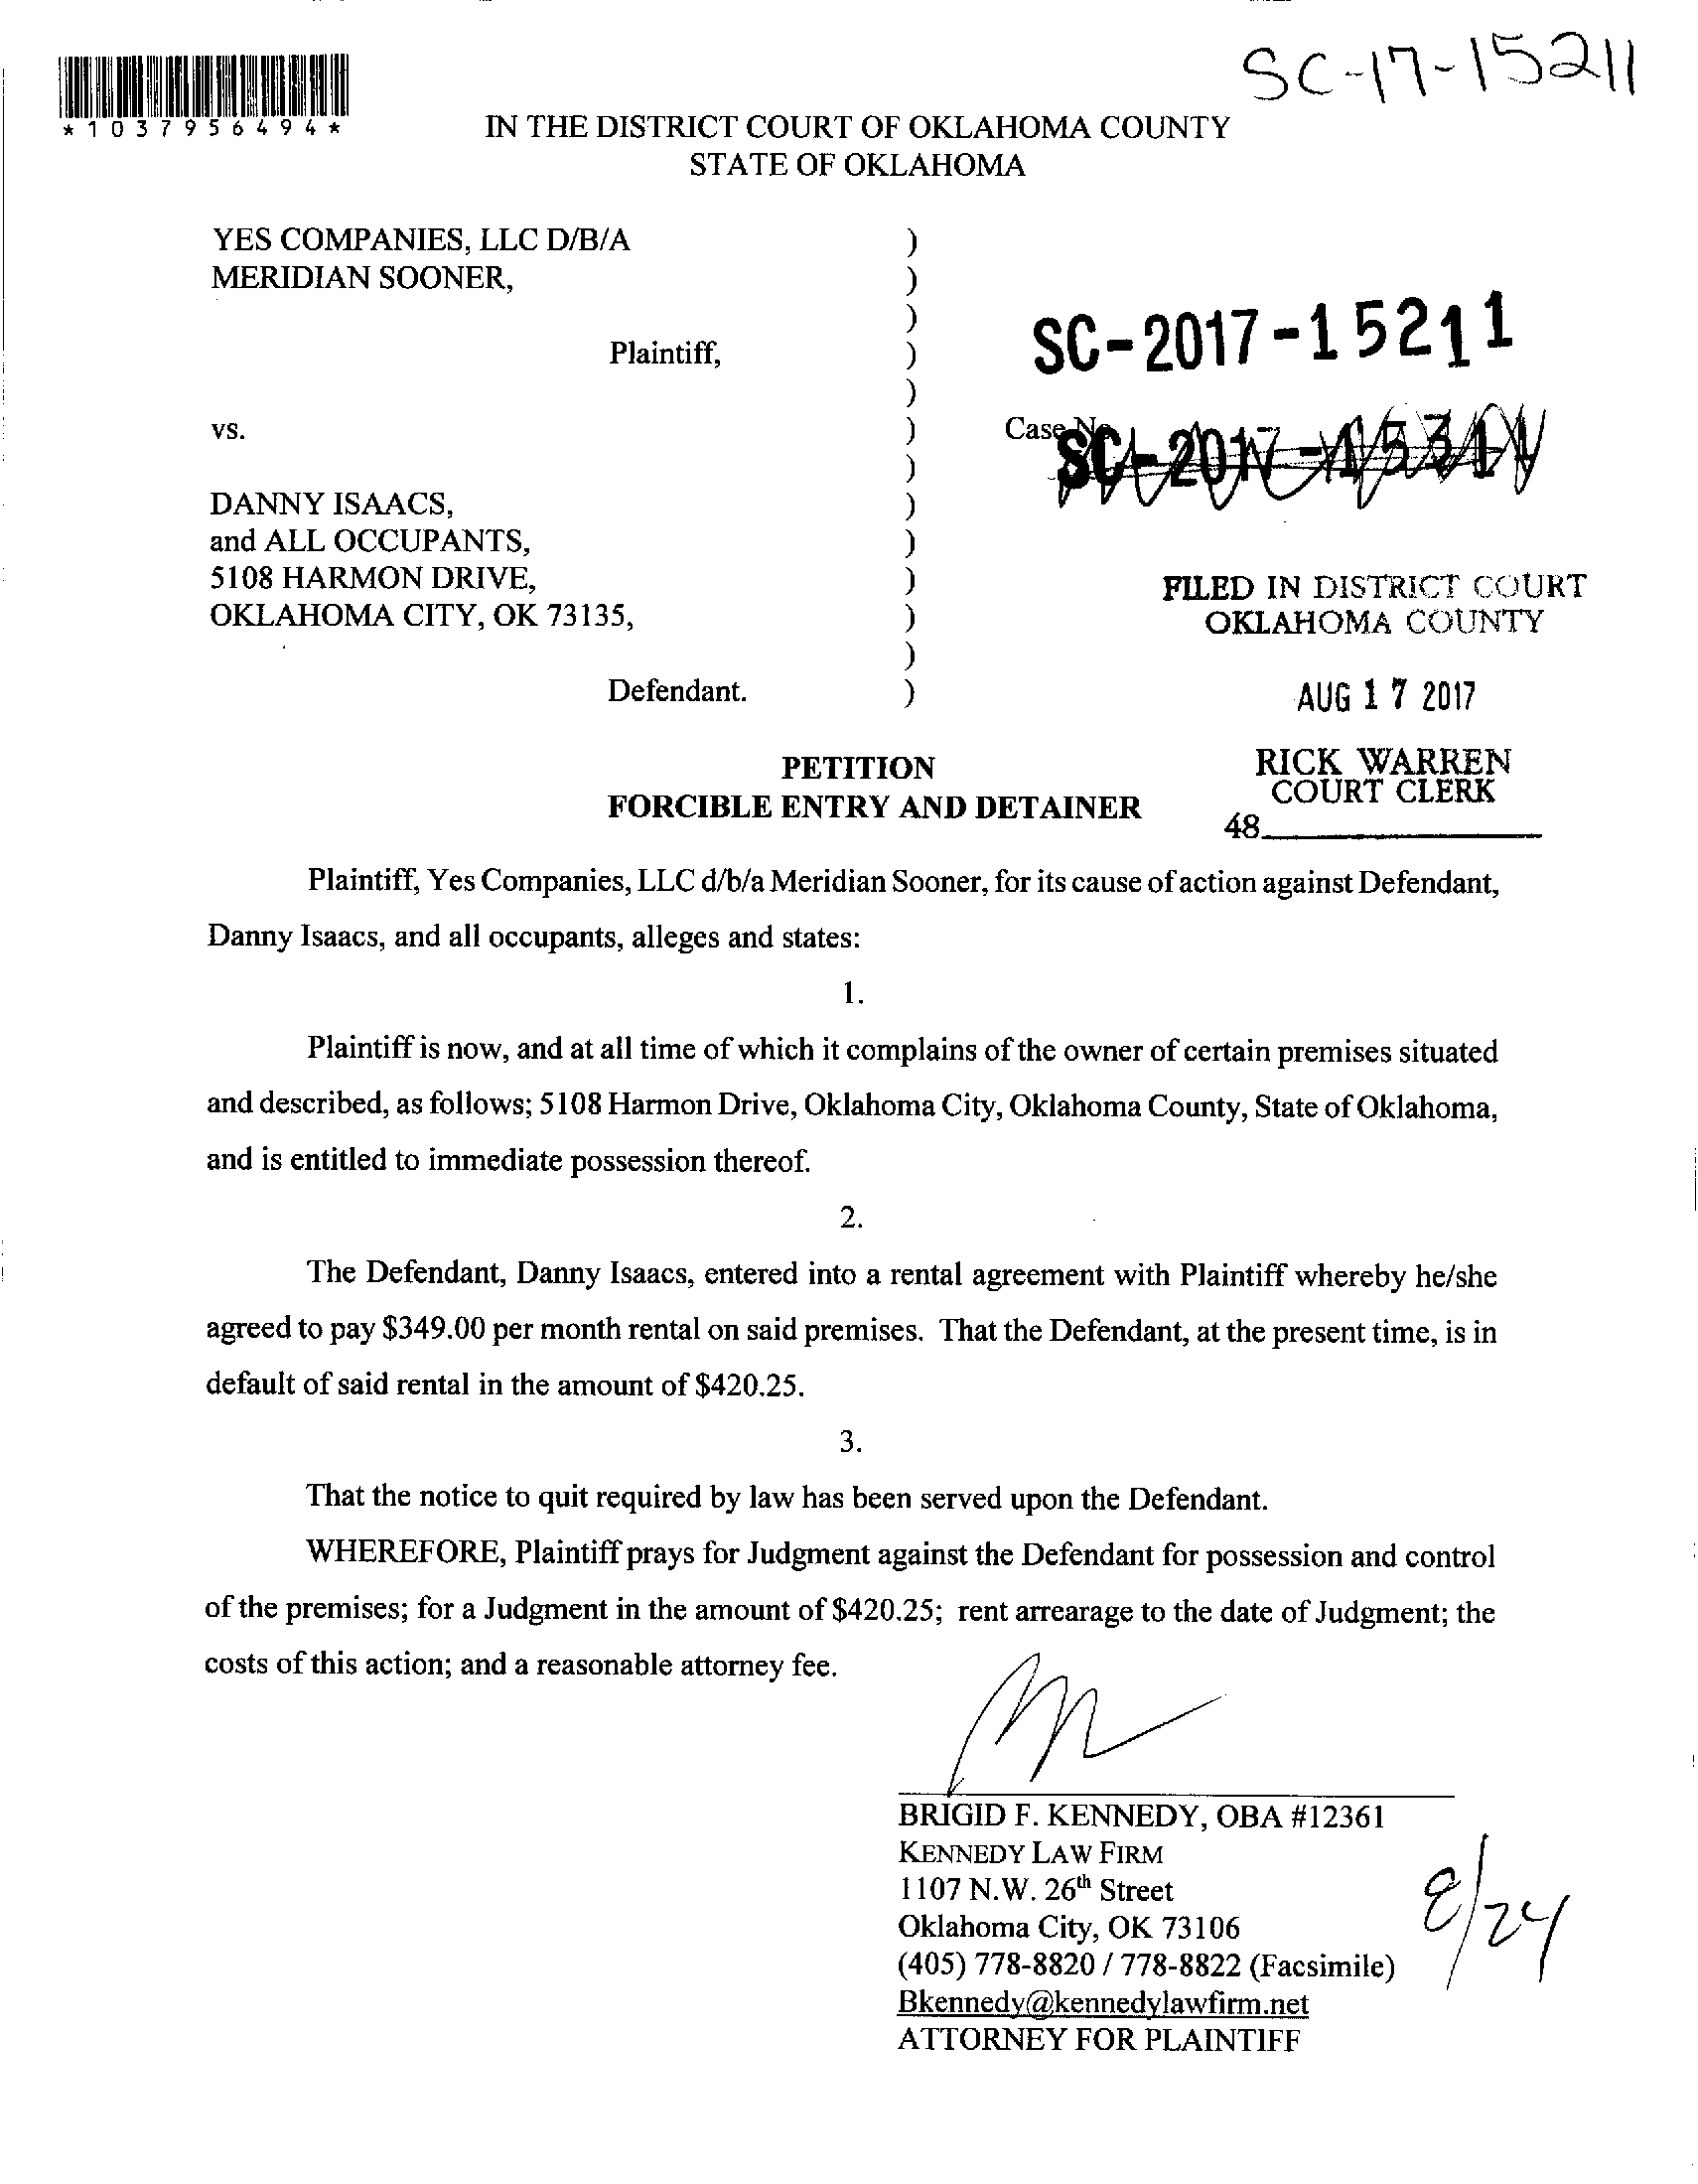 SC-17-15211
*1037956494*
IN THE DISTRICT COURT OF OKLAHOMA COUNTY
STATE OF OKLAHOMA
YES COMPANIES, LLC D/B/A )
MERIDIAN SOONER, )
)
Plaintiff, )
SC-2017-15211
)
vs. )
Case No.
SC-2017-15311
)
DANNY ISAACS, )
and ALL OCCUPANTS, )
5108 HARMON DRIVE, )
OKLAHOMA CITY, OK 73135, )
)
Defendant. )
FILED IN DISTRICT COURT
OKLAHOMA COUNTY
AUG 17 2017
RICK WARREN
COURT CLERK
48
PETITION
FORCIBLE ENTRY AND DETAINER
Plaintiff, Yes Companies, LLC d/b/a Meridian Sooner, for its cause of action against Defendant,
Danny Isaacs, and all occupants, alleges and states:
1.
Plaintiff is now, and at all time of which it complains of the owner of certain premises situated
and described, as follows; 5108 Harmon Drive, Oklahoma City, Oklahoma County, State of Oklahoma,
and is entitled to immediate possession thereof.
2.
The Defendant, Danny Isaacs, entered into a rental agreement with Plaintiff whereby he/she
agreed to pay $349.00 per month rental on said premises. That the Defendant, at the present time, is in
default of said rental in the amount of $420.25.
3.
That the notice to quit required by law has been served upon the Defendant.
WHEREFORE, Plaintiff prays for Judgment against the Defendant for possession and control
of the premises; for a Judgment in the amount of $420.25; rent arrearage to the date of Judgment; the
costs of this action; and a reasonable attorney fee.
BRIGID F. KENNEDY, OBA #12361
KENNEDY LAW FIRM
1107 N.W. 26th Street
Oklahoma City, OK 73106
(405) 778-8820 / 778-8822 (Facsimile)
Bkennedy@kennedylawfirm.net
ATTORNEY FOR PLAINTIFF
8/24